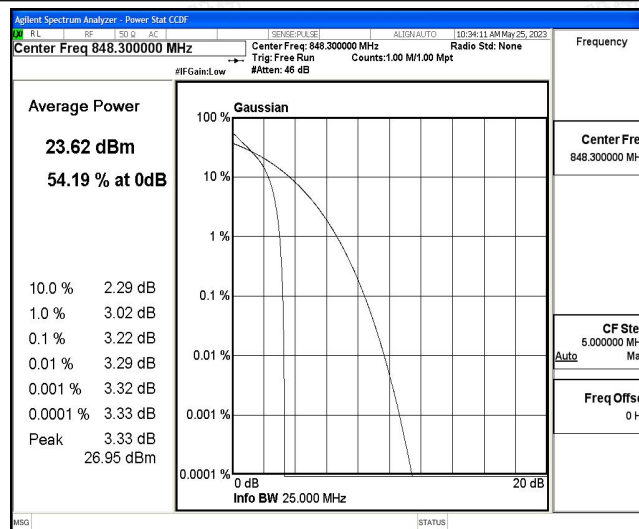 Agilent Spectrum Analyzer - Power Stat CCDF
RL RF 50 Ω AC SENSE:PULSE ALIGNAUTO 10:34:11 AM May 25, 2023
Center Freq 848.300000 MHz
Center Freq: 848.300000 MHz Radio Std: None
Trig: Free Run Counts:1.00 M/1.00 Mpt
#IFGain:Low #Atten: 46 dB
Frequency
Average Power
23.62 dBm
54.19 % at 0dB
10.0 % 2.29 dB
1.0 % 3.02 dB
0.1 % 3.22 dB
0.01 % 3.29 dB
0.001 % 3.32 dB
0.0001 % 3.33 dB
Peak 3.33 dB
26.95 dBm
Gaussian
100 %
10 %
1 %
0.1 %
0.01 %
0.001 %
0.0001 %
0 dB 20 dB
Info BW 25.000 MHz
Center Fre
848.300000 MH
CF Ste
5.000000 MH
Auto Ma
Freq Offs
0 H
MSG STATUS